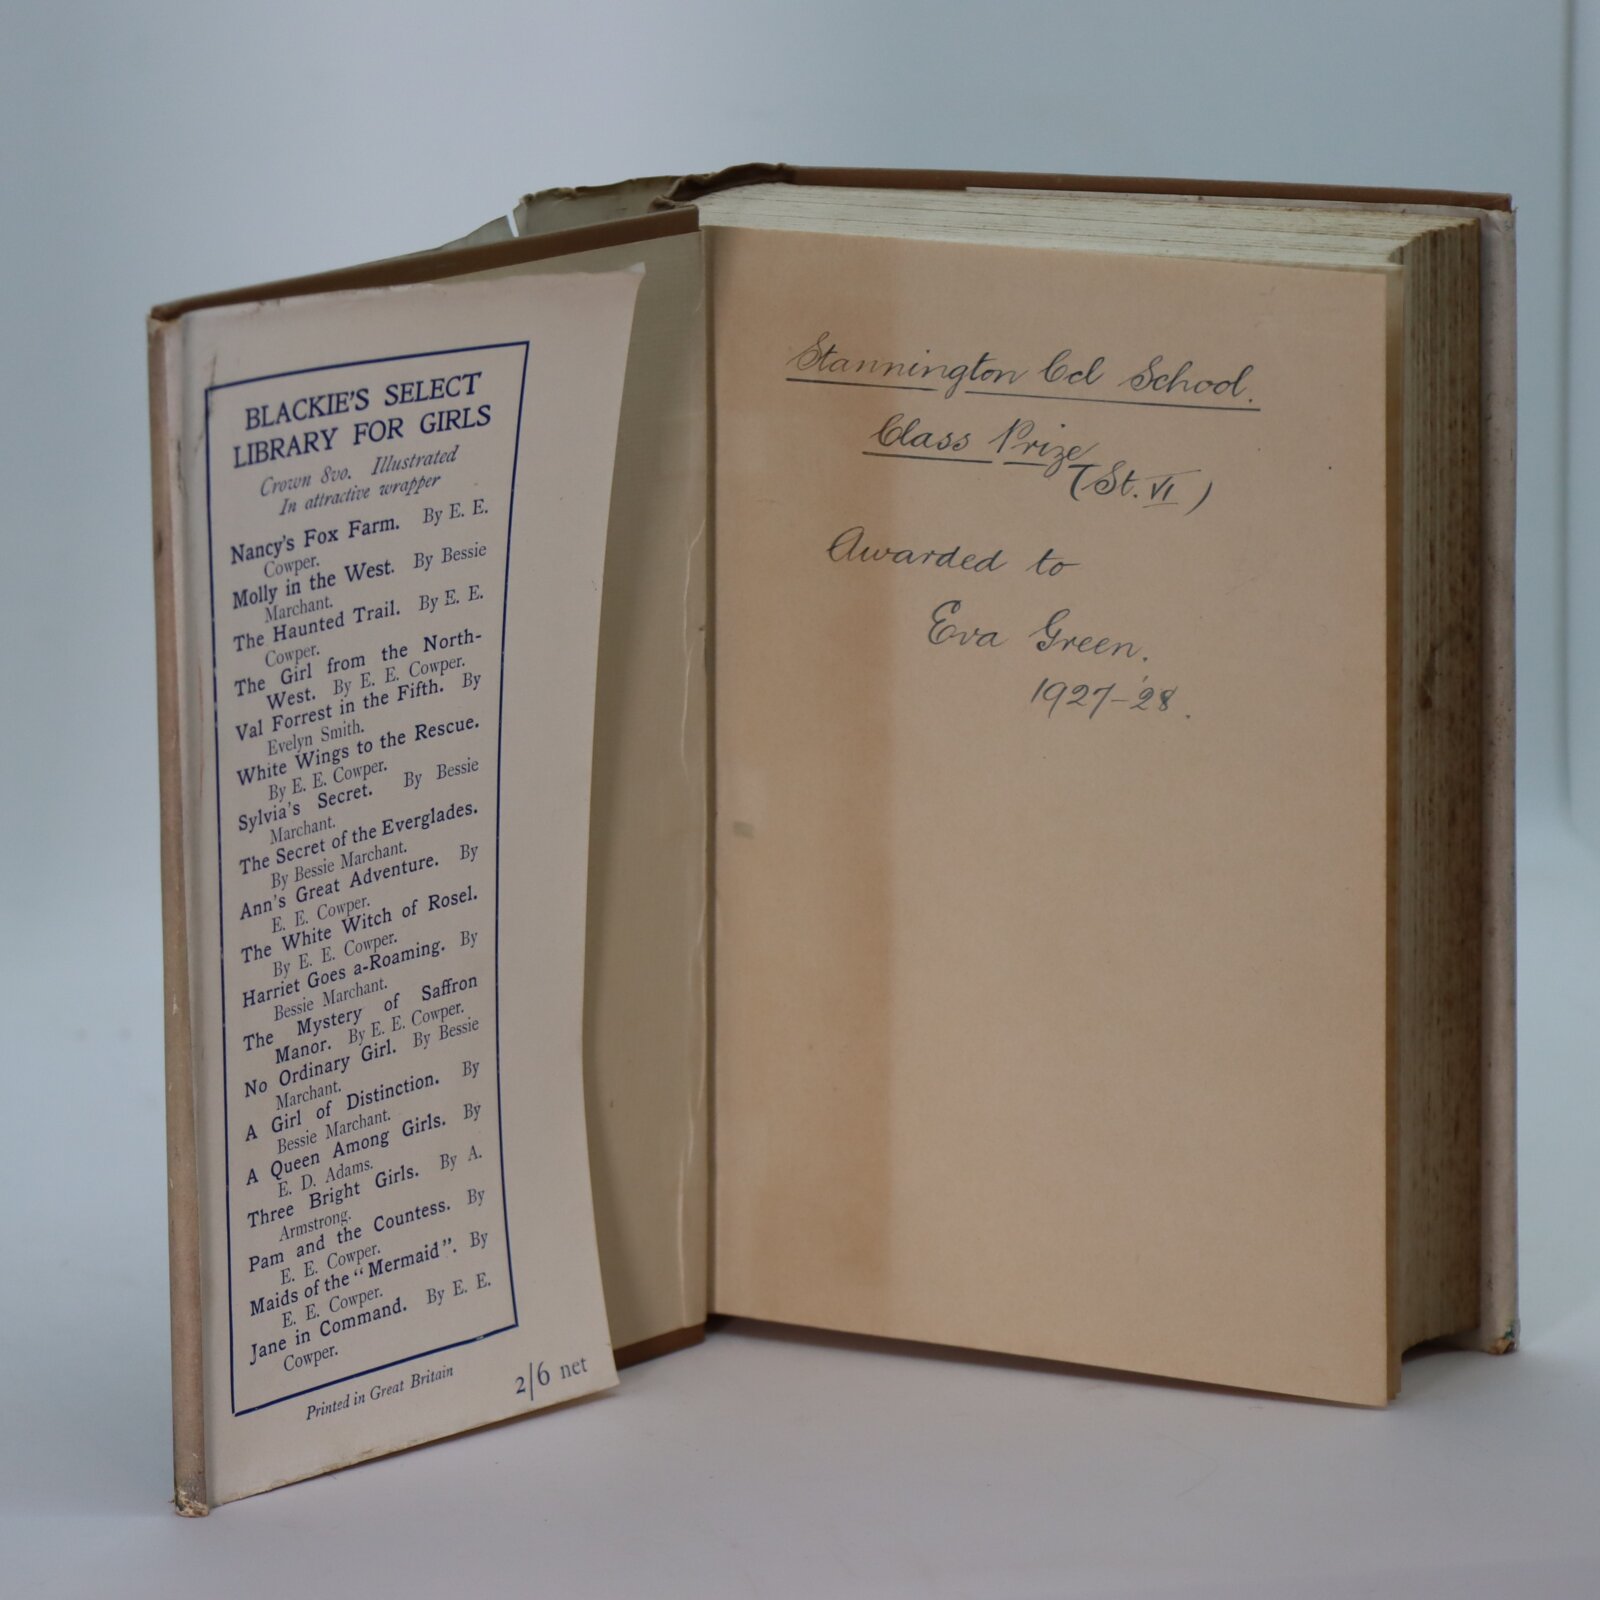 BLACKIE'S SELECT
LIBRARY FOR GIRLS
Crown 8vo. Illustrated
In attractive wrapper
Nancy's Fox Farm. By E. E.
Cowper.
Molly in the West. By Bessie
Marchant.
The Haunted Trail. By E. E.
Cowper.
The Girl from the North-
West. By E. E. Cowper.
Val Forrest in the Fifth. By
Evelyn Smith.
White Wings to the Rescue.
By E. E. Cowper.
Sylvia's Secret. By Bessie
Marchant.
The Secret of the Everglades.
By Bessie Marchant.
Ann's Great Adventure. By
E. E. Cowper.
The White Witch of Rosel.
By E. E. Cowper.
Harriet Goes a-Roaming. By
Bessie Marchant.
The Mystery of Saffron
Manor. By E. E. Cowper.
No Ordinary Girl. By Bessie
Marchant.
A Girl of Distinction. By
Bessie Marchant.
A Queen Among Girls. By
E. D. Adams.
Three Bright Girls. By A.
Armstrong.
Pam and the Countess. By
E. E. Cowper.
Maids of the "Mermaid". By
E. E. Cowper.
Jane in Command. By E. E.
Cowper.
Printed in Great Britain
2/6 net
Stannington Ccl School.
Class Prize
(St. VI)
Awarded to
Eva Green.
1927-'28.